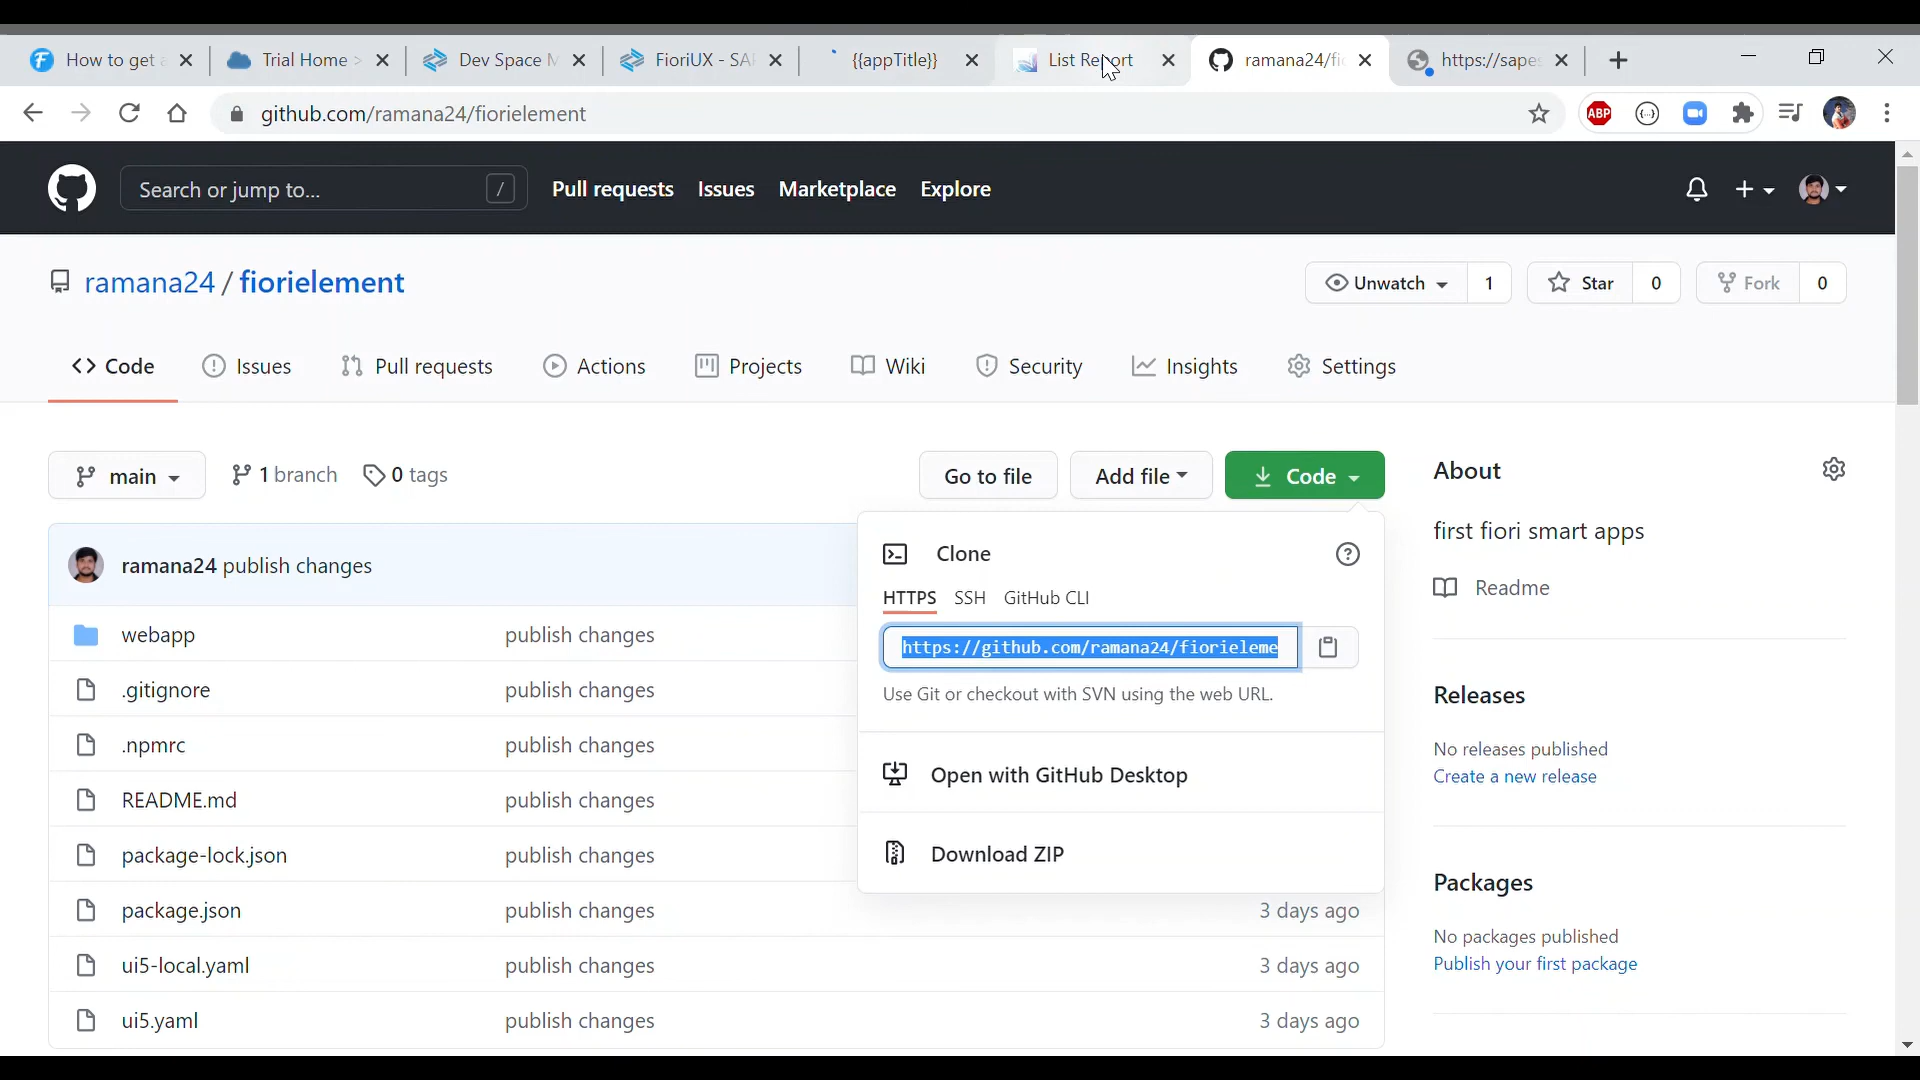 How to get a
Trial Home >
Dev Space M
FioriUX - SA
{{appTitle}}
List Report
ramana24/fi
https://sapes
github.com/ramana24/fiorielement
ABP
Search or jump to...
/
Pull requests
Issues
Marketplace
Explore
ramana24 / fiorielement
Unwatch 1
Star 0
Fork 0
Code
Issues
Pull requests
Actions
Projects
Wiki
Security
Insights
Settings
main
1 branch
0 tags
Go to file
Add file
Code
About
first fiori smart apps
Readme
Releases
No releases published
Create a new release
Packages
No packages published
Publish your first package
Clone
HTTPS SSH GitHub CLI
https://github.com/ramana24/fiorieleme
Use Git or checkout with SVN using the web URL.
Open with GitHub Desktop
Download ZIP
ramana24 publish changes
webapp publish changes
.gitignore publish changes
.npmrc publish changes
README.md publish changes
package-lock.json publish changes
package.json publish changes 3 days ago
ui5-local.yaml publish changes 3 days ago
ui5.yaml publish changes 3 days ago